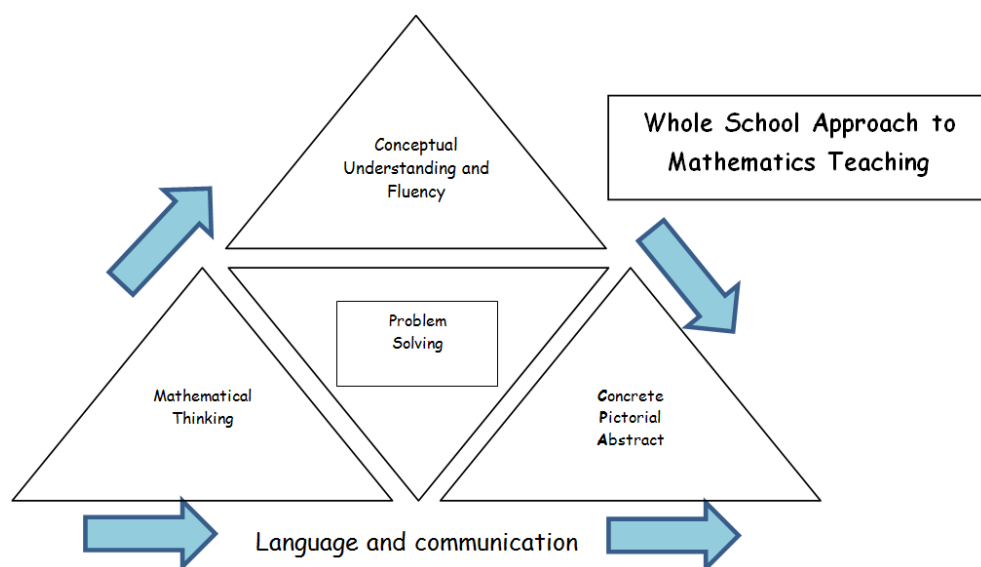 Whole School Approach to
Mathematics Teaching
Conceptual
Understanding and
Fluency
Problem
Solving
Mathematical
Thinking
Concrete
Pictorial
Abstract
Language and communication